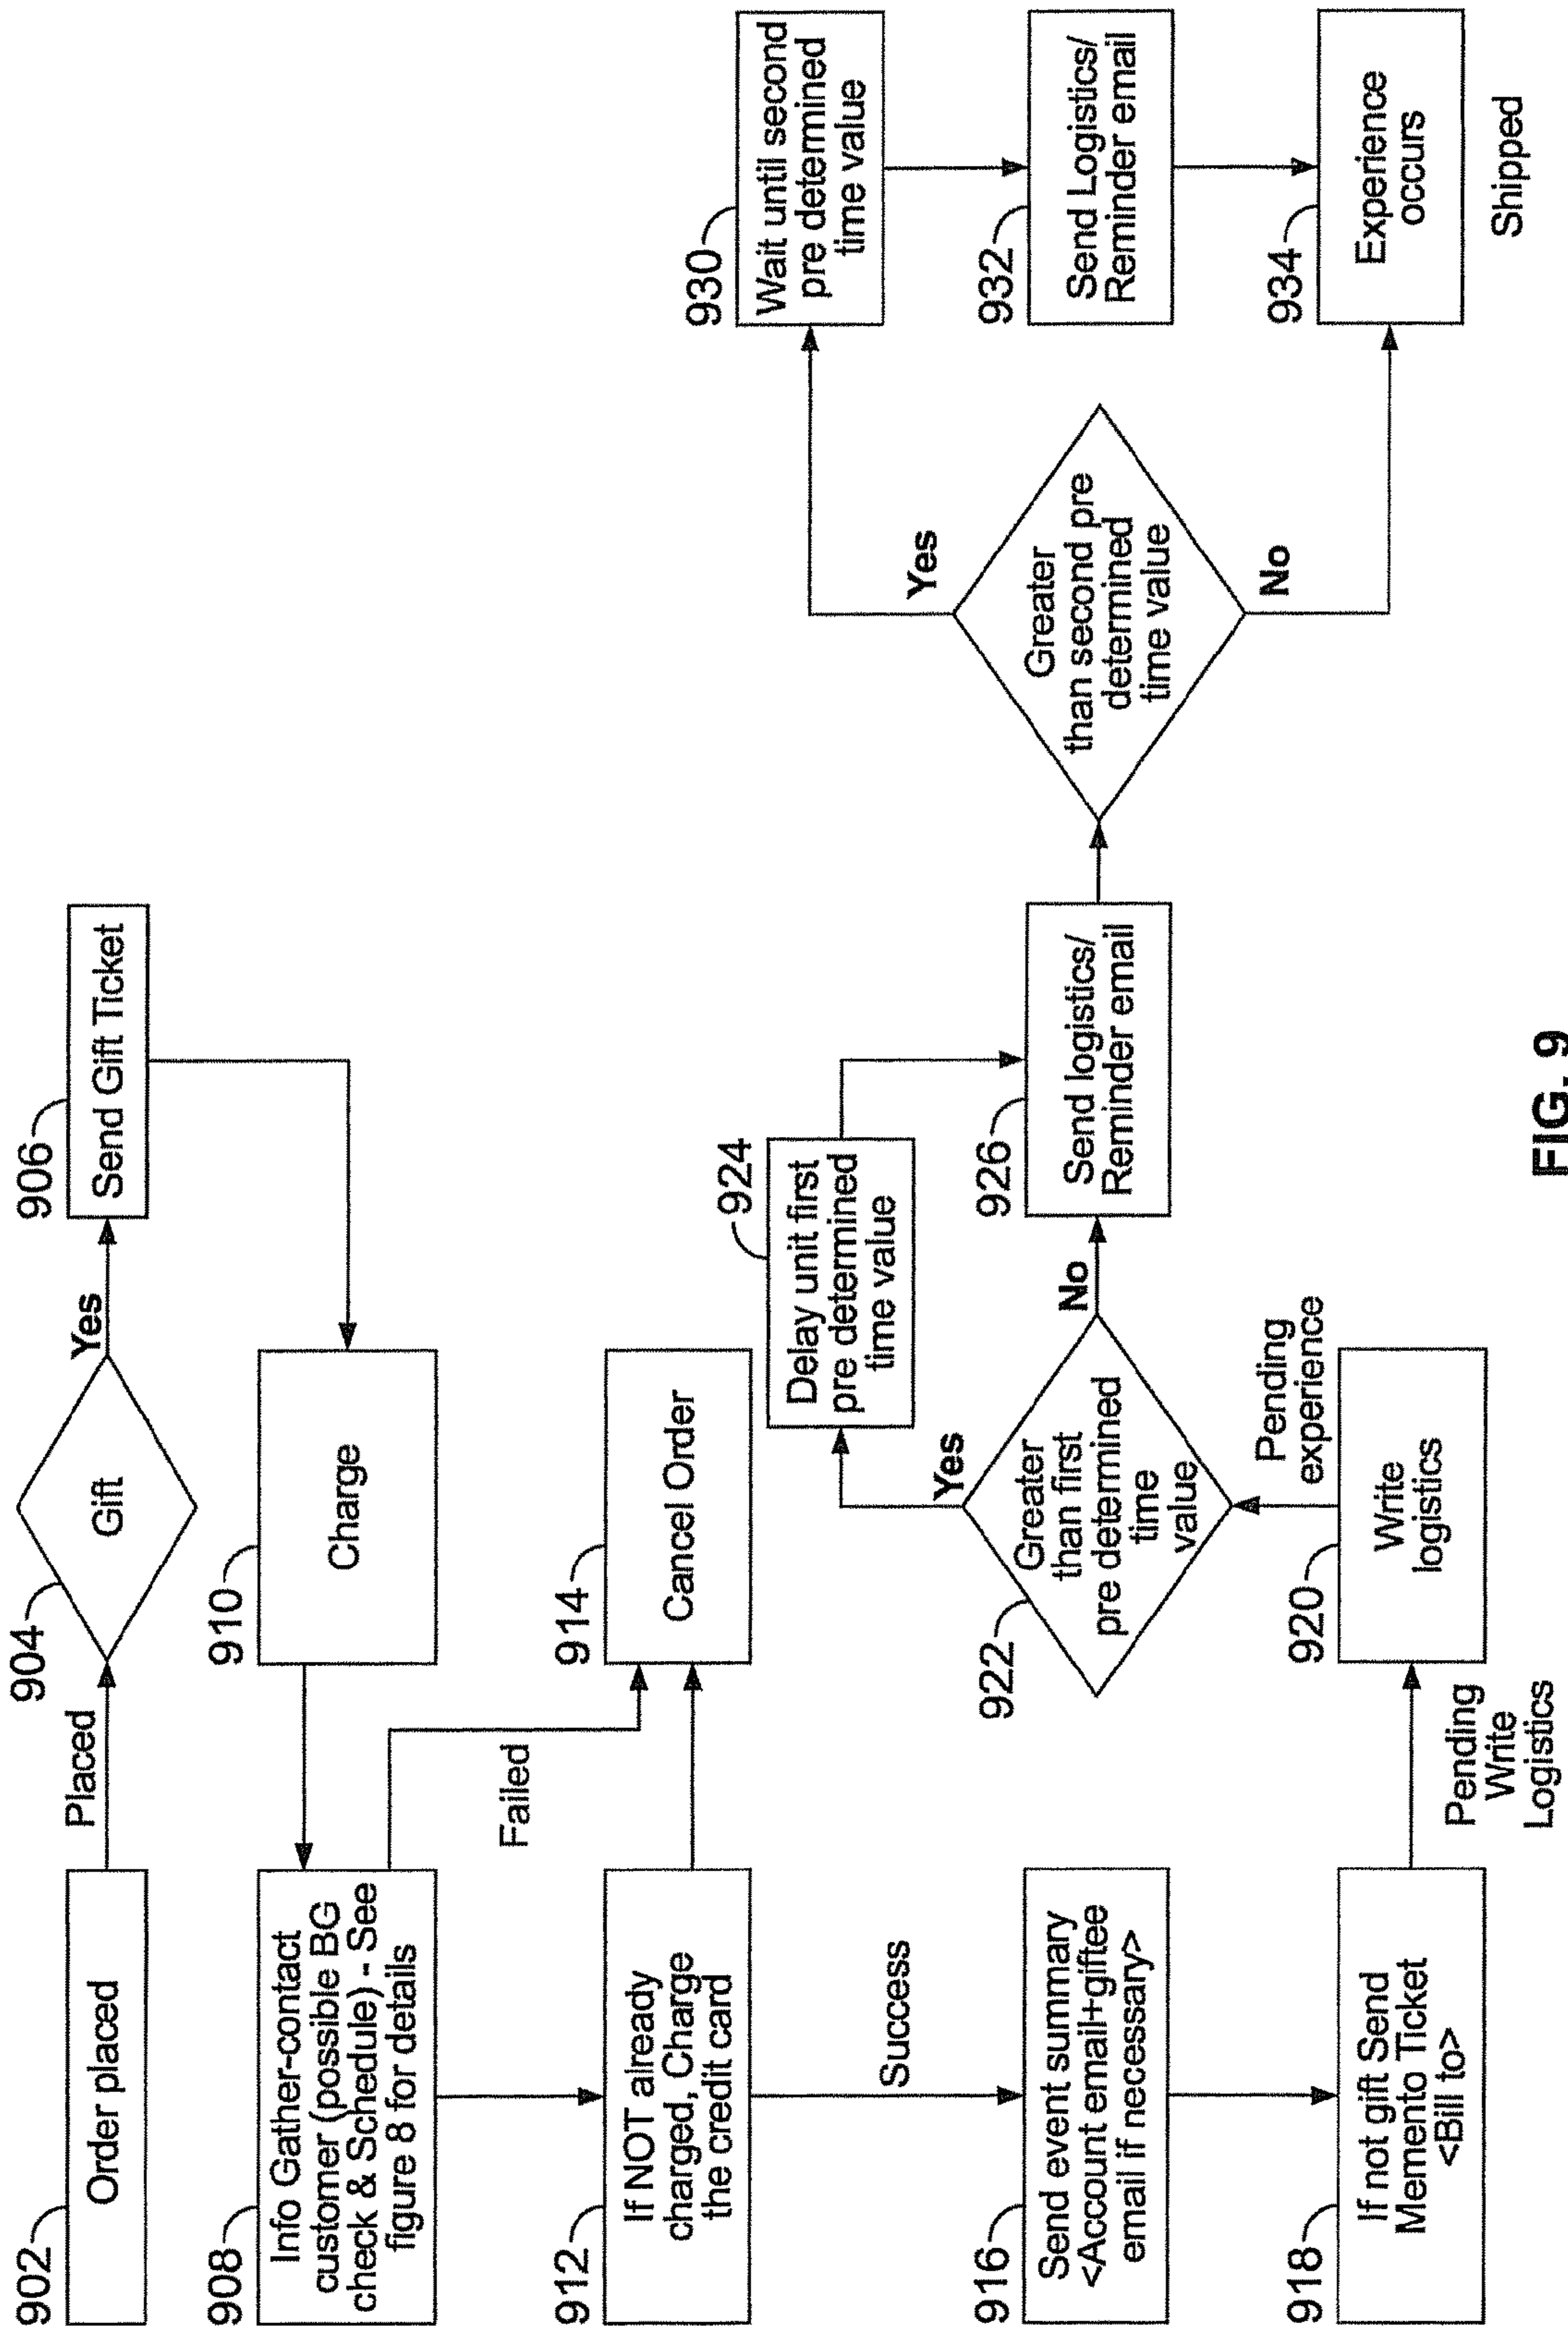 902
Order placed
Placed
904
Gift
Yes
906
Send Gift Ticket
908
Info Gather-contact
customer (possible BG
check & Schedule) - See
figure 8 for details
910
Charge
Failed
912
If NOT already
charged, Charge
the credit card
914
Cancel Order
Success
916
Send event summary
<Account email+giftee
email if necessary>
918
If not gift Send
Memento Ticket
<Bill to>
Pending
Write
Logistics
920
Write
logistics
Pending
experience
922
Greater
than first
pre determined
time
value
Yes
No
924
Delay unit first
pre determined
time value
926
Send logistics/
Reminder email
Greater
than second pre
determined
time value
Yes
No
930
Wait until second
pre determined
time value
932
Send Logistics/
Reminder email
934
Experience
occurs
Shipped
FIG. 9